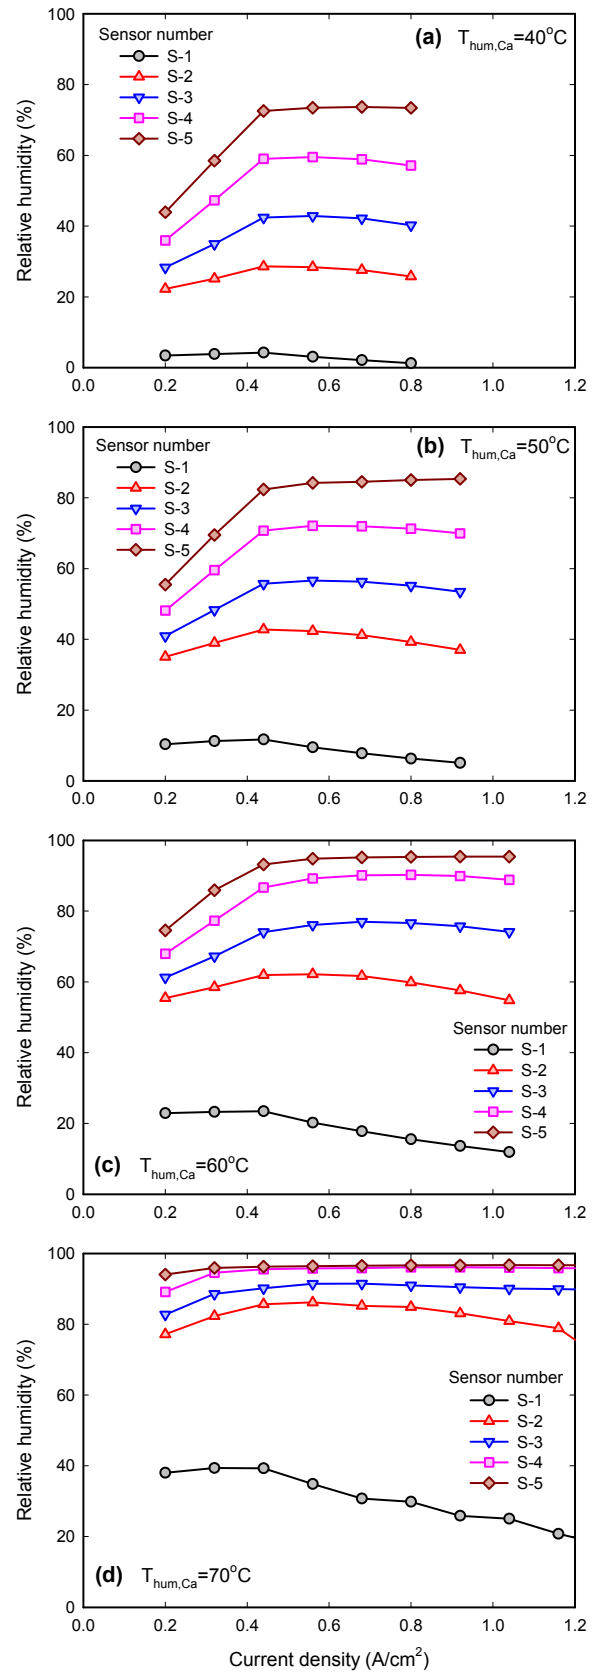 (a) T_hum,Ca=40°C
Sensor number
S-1
S-2
S-3
S-4
S-5
Relative humidity (%)
100
80
60
40
20
0
0.0 0.2 0.4 0.6 0.8 1.0 1.2
(b) T_hum,Ca=50°C
Sensor number
S-1
S-2
S-3
S-4
S-5
Relative humidity (%)
100
80
60
40
20
0
0.0 0.2 0.4 0.6 0.8 1.0 1.2
Relative humidity (%)
100
80
60
40
20
0
Sensor number
S-1
S-2
S-3
S-4
S-5
(c) T_hum,Ca=60°C
0.0 0.2 0.4 0.6 0.8 1.0 1.2
Relative humidity (%)
100
80
60
40
20
0
Sensor number
S-1
S-2
S-3
S-4
S-5
(d) T_hum,Ca=70°C
0.0 0.2 0.4 0.6 0.8 1.0 1.2
Current density (A/cm²)